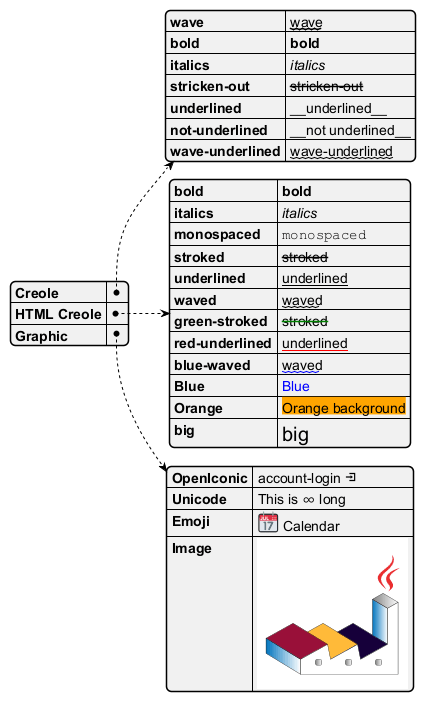 wave wave
bold bold
italics italics
stricken-out stricken-out
underlined __underlined__
not-underlined __not underlined__
wave-underlined wave-underlined
bold bold
italics italics
monospaced monospaced
stroked stroked
underlined underlined
waved waved
green-stroked stroked
red-underlined underlined
blue-waved waved
Blue Blue
Orange Orange background
big big
Creole
HTML Creole
Graphic
OpenIconic account-login
Unicode This is ∞ long
Emoji 17 Calendar
Image